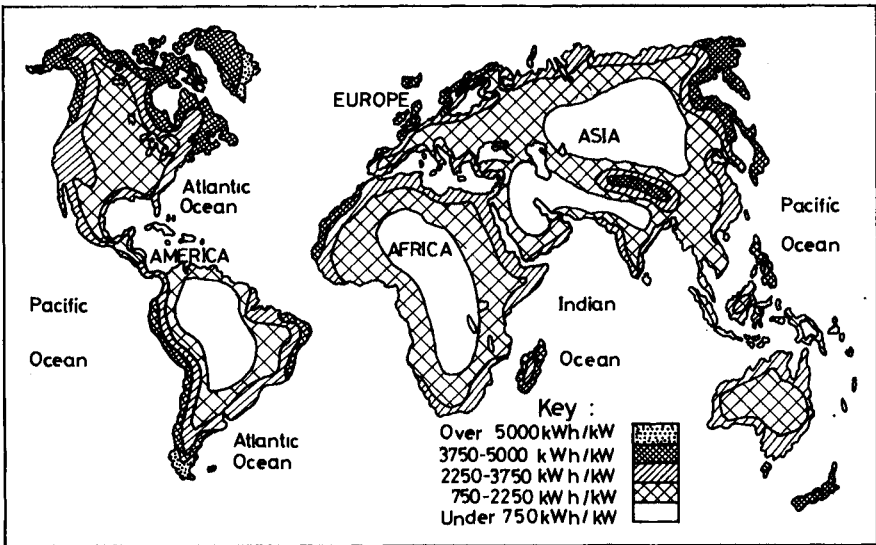 EUROPE
ASIA
Atlantic
Ocean
Pacific
Ocean
AMERICA
AFRICA
Pacific
Ocean
Indian
Ocean
Atlantic
Ocean
Key :
Over 5000 kWh/kW
3750-5000 kWh/kW
2250-3750 kWh/kW
750-2250 kWh/kW
Under 750 kWh/kW